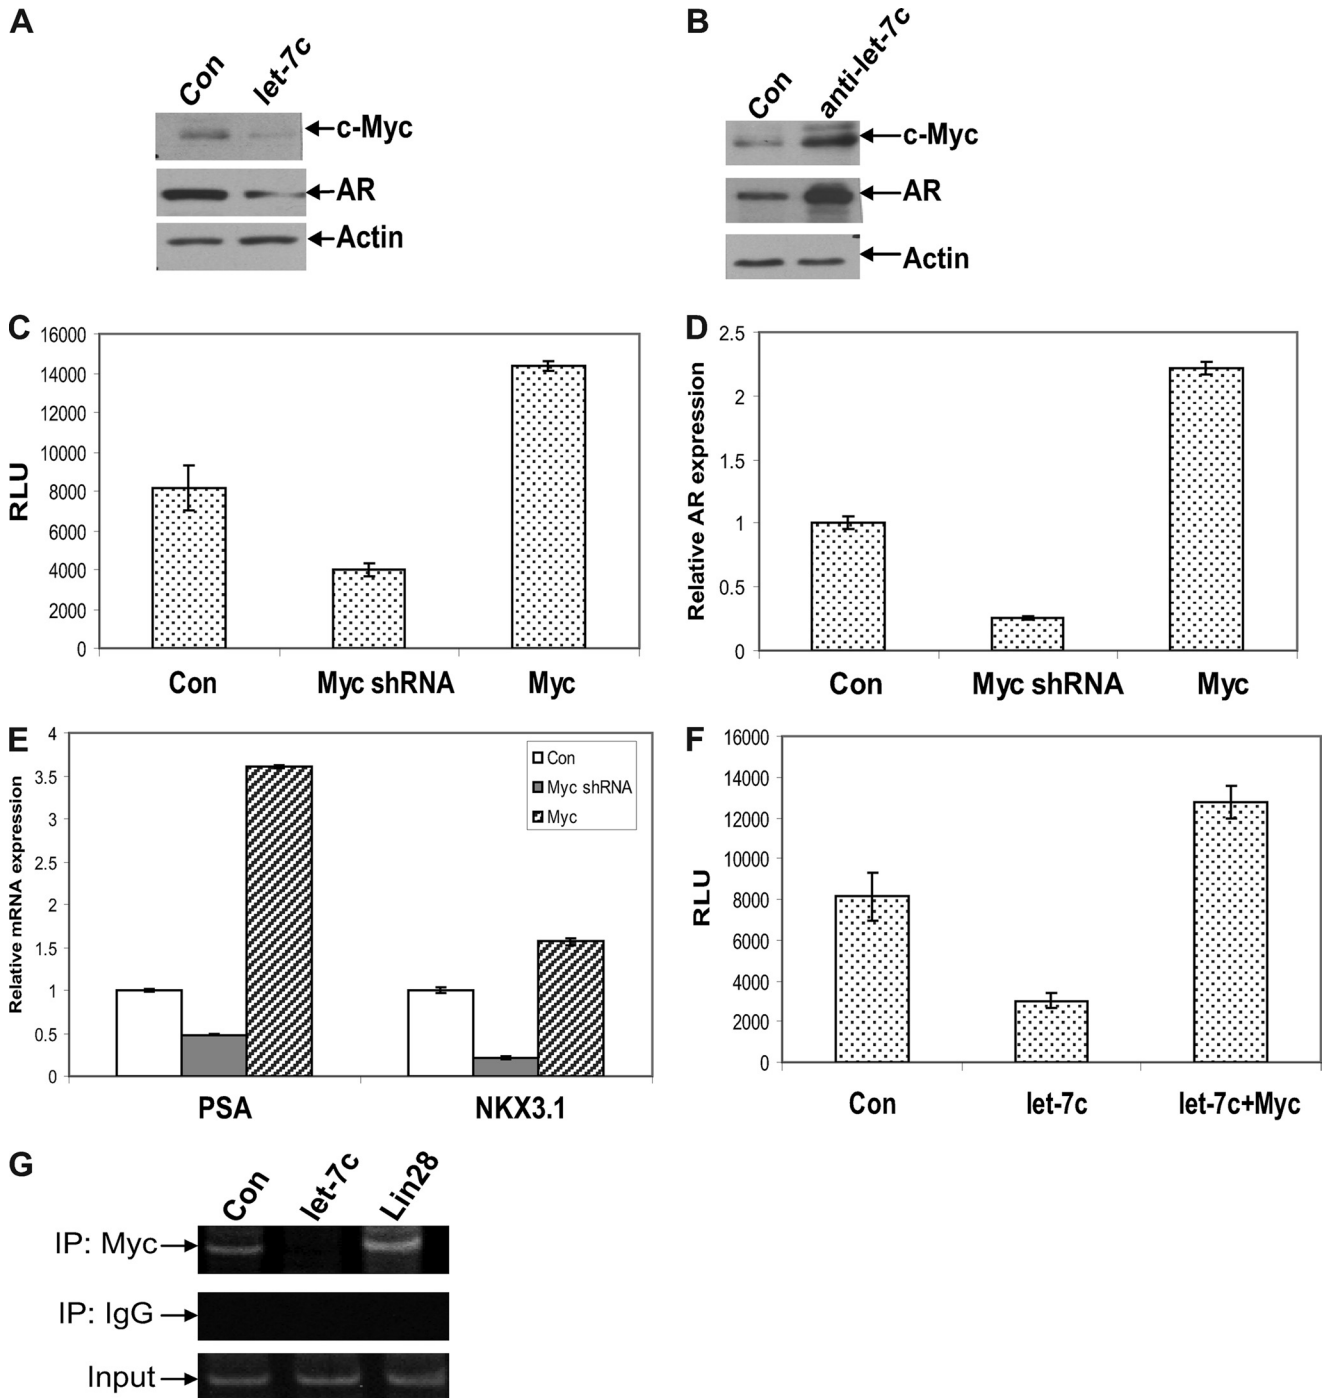 A
Con
let-7c
c-Myc
AR
Actin
B
Con
anti-let-7c
c-Myc
AR
Actin
C
16000
14000
12000
10000
8000
6000
4000
2000
0
RLU
Con
Myc shRNA
Myc
D
2.5
2
1.5
1
0.5
0
Relative AR expression
Con
Myc shRNA
Myc
E
4
3.5
3
2.5
2
1.5
1
0.5
0
Relative mRNA expression
Con
Myc shRNA
Myc
PSA
NKX3.1
F
16000
14000
12000
10000
8000
6000
4000
2000
0
RLU
Con
let-7c
let-7c+Myc
G
Con
let-7c
Lin28
IP: Myc
IP: IgG
Input